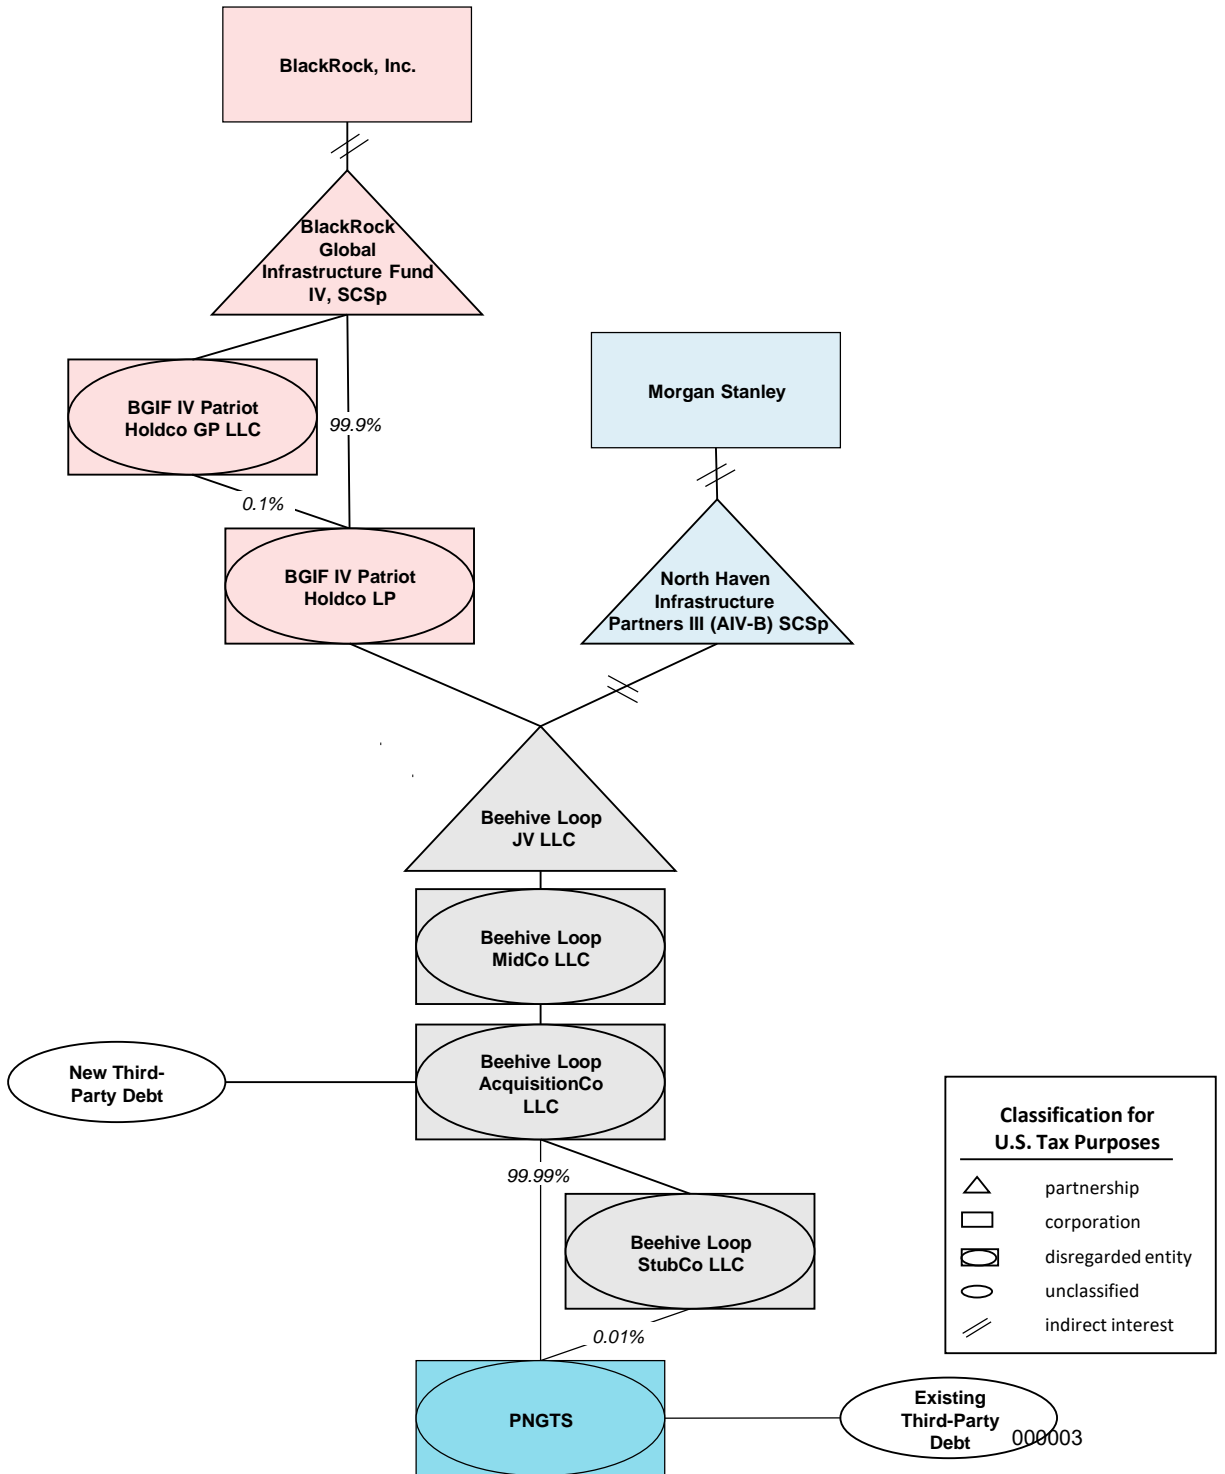 BlackRock, Inc.
BlackRock
Global
Infrastructure Fund
IV, SCSp
BGIF IV Patriot
Holdco GP LLC
99.9%
0.1%
BGIF IV Patriot
Holdco LP
Morgan Stanley
North Haven
Infrastructure
Partners III (AIV-B) SCSp
Beehive Loop
JV LLC
Beehive Loop
MidCo LLC
New Third-
Party Debt
Beehive Loop
AcquisitionCo
LLC
99.99%
Beehive Loop
StubCo LLC
0.01%
PNGTS
Existing
Third-Party
Debt
000003
Classification for
U.S. Tax Purposes
partnership
corporation
disregarded entity
unclassified
indirect interest